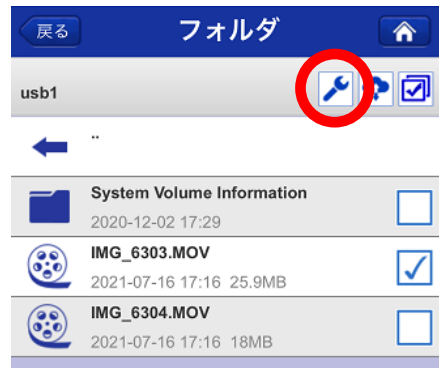 戻る フォルダ
usb1
..
System Volume Information
2020-12-02 17:29
IMG_6303.MOV
2021-07-16 17:16 25.9MB
IMG_6304.MOV
2021-07-16 17:16 18MB